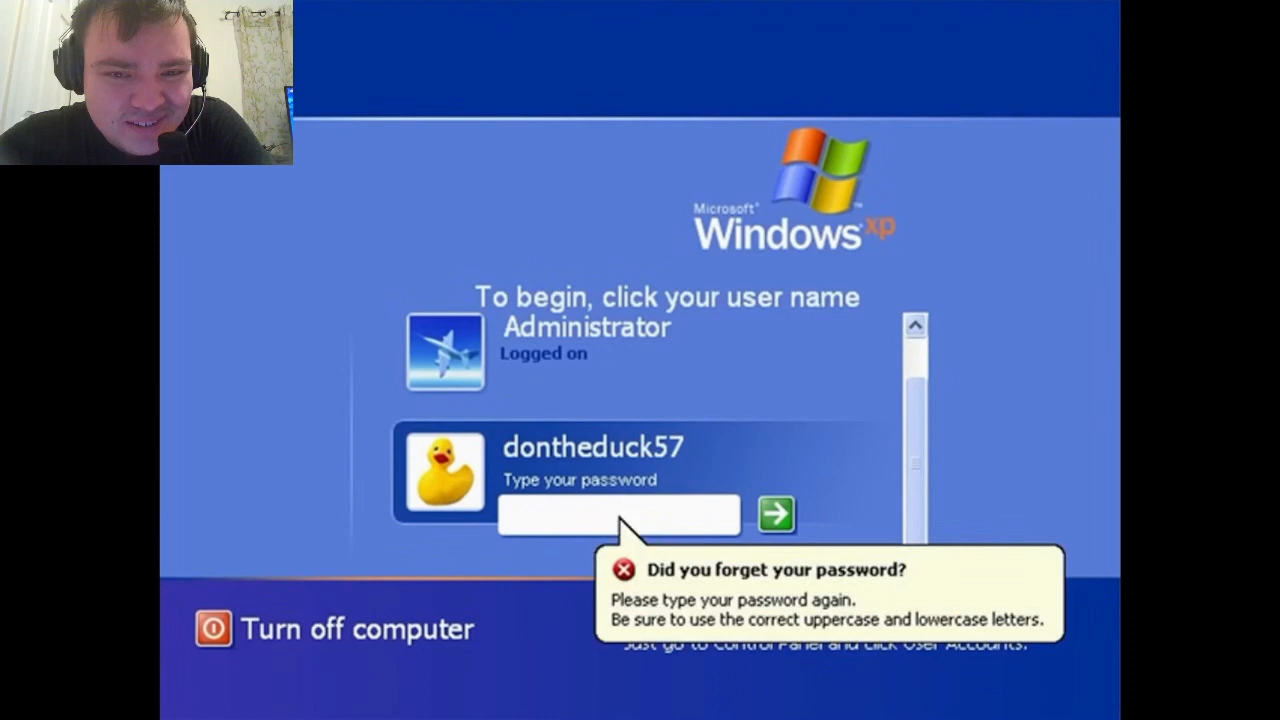 Microsoft®
Windows xp
To begin, click your user name
Administrator
Logged on
dontheduck57
Type your password
Did you forget your password?
Please type your password again.
Be sure to use the correct uppercase and lowercase letters.
Turn off computer
Just go to Control Panel and click User Accounts.